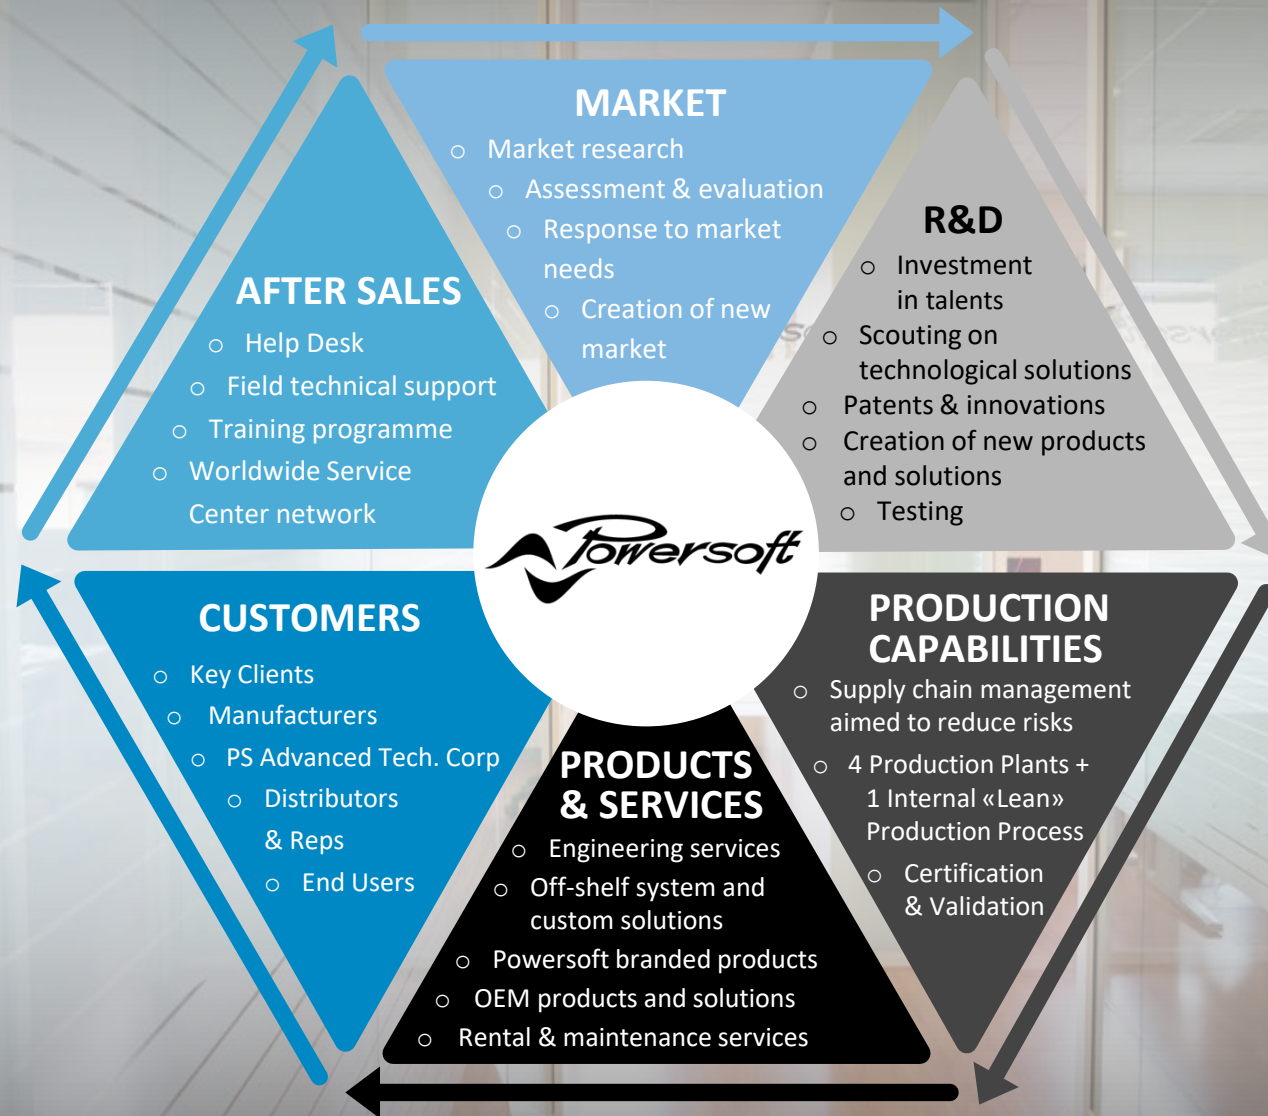 MARKET
○ Market research
○ Assessment & evaluation
○ Response to market
needs
○ Creation of new
market
R&D
○ Investment
in talents
○ Scouting on
technological solutions
○ Patents & innovations
○ Creation of new products
and solutions
○ Testing
PRODUCTION
CAPABILITIES
○ Supply chain management
aimed to reduce risks
○ 4 Production Plants +
1 Internal «Lean»
Production Process
○ Certification
& Validation
PRODUCTS
& SERVICES
○ Engineering services
○ Off-shelf system and
custom solutions
○ Powersoft branded products
○ OEM products and solutions
○ Rental & maintenance services
CUSTOMERS
○ Key Clients
○ Manufacturers
○ PS Advanced Tech. Corp
○ Distributors
& Reps
○ End Users
AFTER SALES
○ Help Desk
○ Field technical support
○ Training programme
○ Worldwide Service
Center network
Powersoft